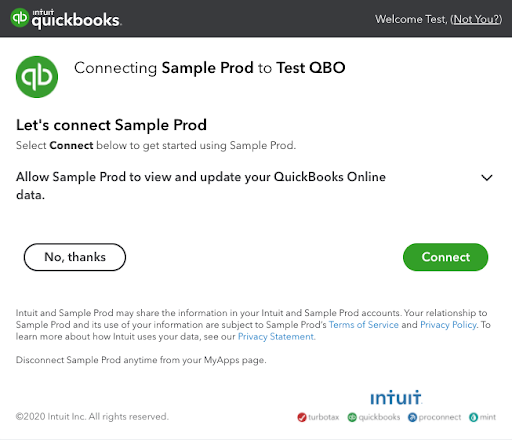 qb intuit quickbooks. Welcome Test, (Not You?)
qb Connecting Sample Prod to Test QBO
Let's connect Sample Prod
Select Connect below to get started using Sample Prod.
Allow Sample Prod to view and update your QuickBooks Online
data.
No, thanks Connect
Intuit and Sample Prod may share the information in your Intuit and Sample Prod accounts. Your relationship to
Sample Prod and its use of your information are subject to Sample Prod's Terms of Service and Privacy Policy. To
learn more about how Intuit uses your data, see our Privacy Statement.
Disconnect Sample Prod anytime from your MyApps page.
intuit
©2020 Intuit Inc. All rights reserved. turbotax quickbooks proconnect mint